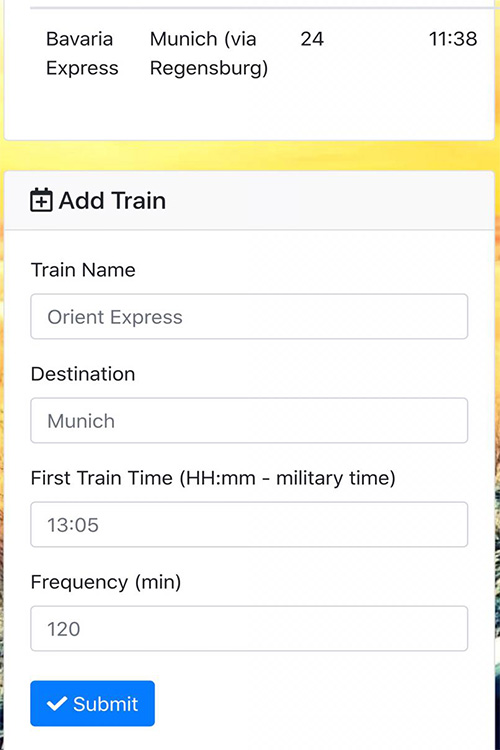 Bavaria Munich (via 24 11:38
Express Regensburg)
Add Train
Train Name
Orient Express
Destination
Munich
First Train Time (HH:mm - military time)
13:05
Frequency (min)
120
Submit